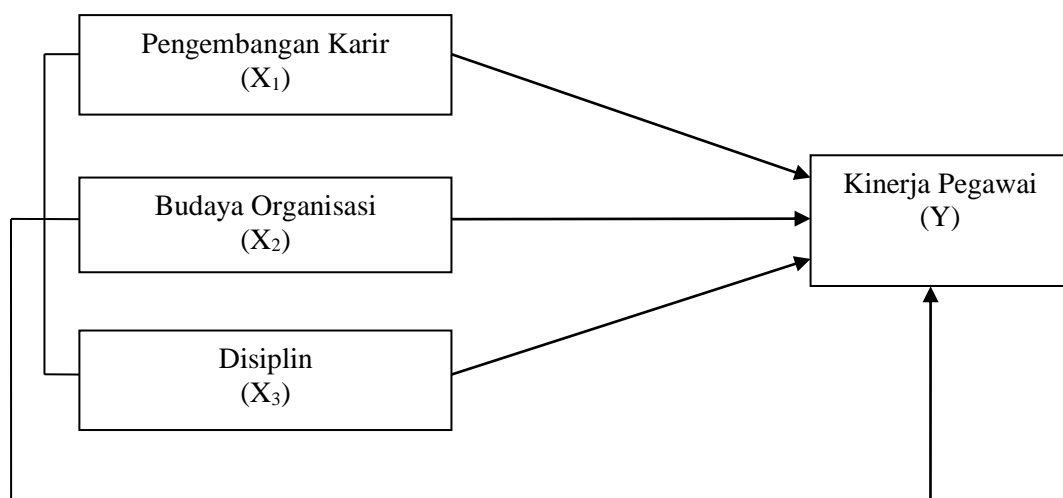 Pengembangan Karir
(X₁)
Budaya Organisasi
(X₂)
Disiplin
(X₃)
Kinerja Pegawai
(Y)